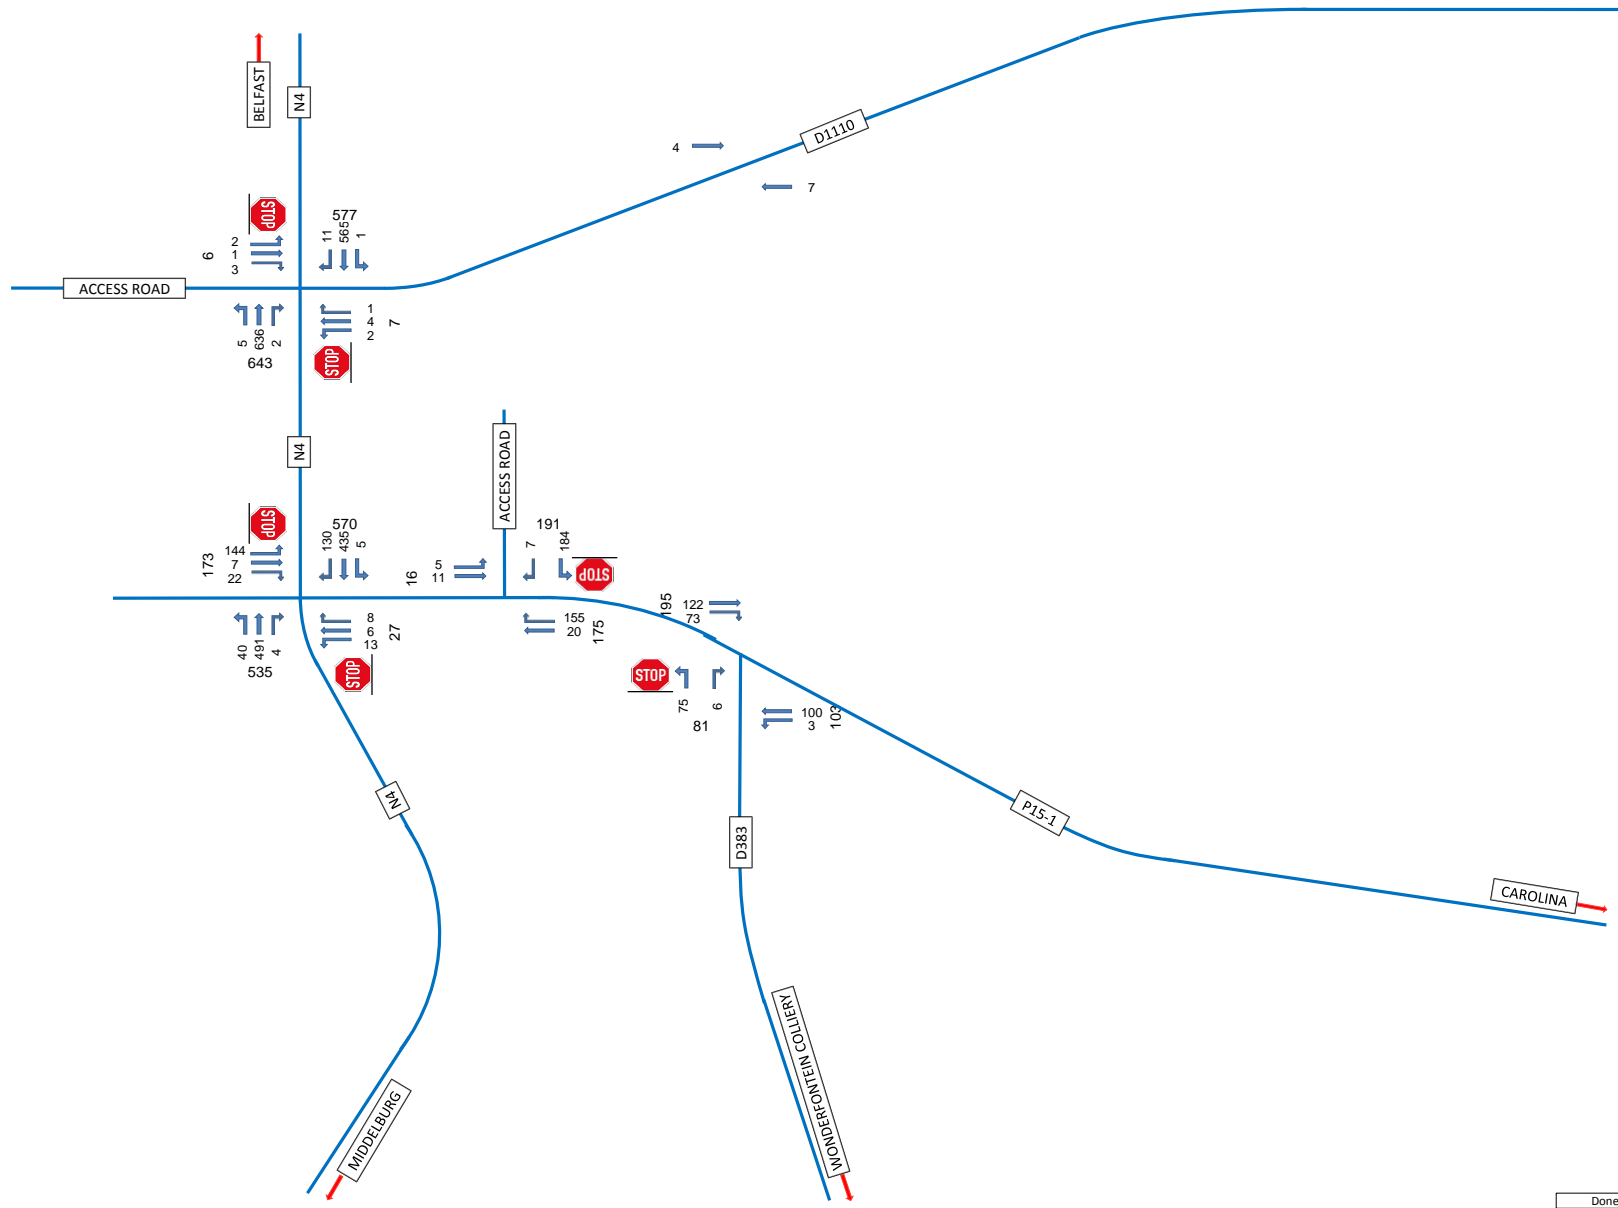 BELFAST
N4
D1110
4
7
STOP
577
11
565
1
2
1
3
6
ACCESS ROAD
1
4
2
7
5
636
2
643
STOP
N4
ACCESS ROAD
STOP
570
130
435
5
144
7
22
173
191
7
184
STOP
5
11
16
8
6
13
27
40
491
4
535
STOP
155
20
175
195
122
73
STOP
75
6
81
100
3
103
N4
D383
P15-1
CAROLINA
WONDERFONTEIN COLLIERY
MIDDELBURG
Done